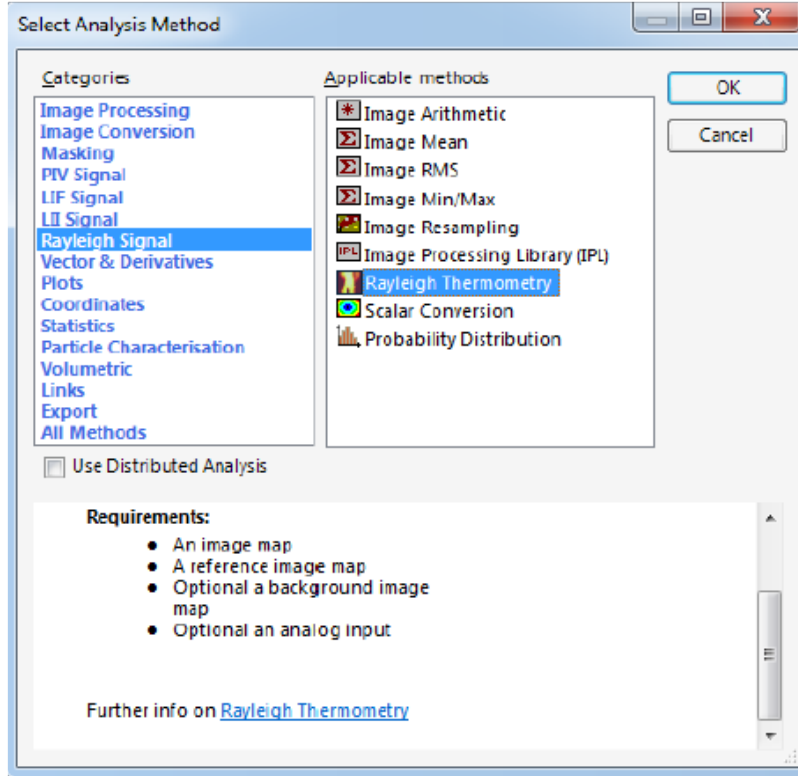 Select Analysis Method
Categories
Image Processing
Image Conversion
Masking
PIV Signal
LIF Signal
LII Signal
Rayleigh Signal
Vector & Derivatives
Plots
Coordinates
Statistics
Particle Characterisation
Volumetric
Links
Export
All Methods
Applicable methods
Image Arithmetic
Image Mean
Image RMS
Image Min/Max
Image Resampling
IPL Image Processing Library (IPL)
Rayleigh Thermometry
Scalar Conversion
Probability Distribution
OK
Cancel
Use Distributed Analysis
Requirements:
• An image map
• A reference image map
• Optional a background image
map
• Optional an analog input
Further info on Rayleigh Thermometry